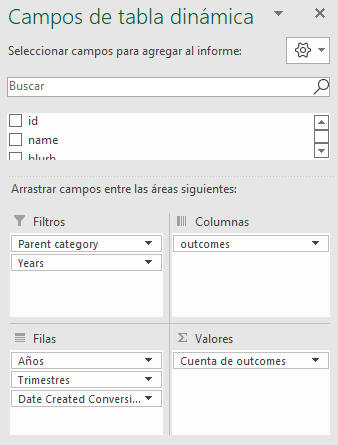 Campos de tabla dinámica
Seleccionar campos para agregar al informe:
Buscar
id
name
blurb
Arrastrar campos entre las áreas siguientes:
Filtros
Parent category
Years
Columnas
outcomes
Filas
Años
Trimestres
Date Created Conversi...
Valores
Cuenta de outcomes